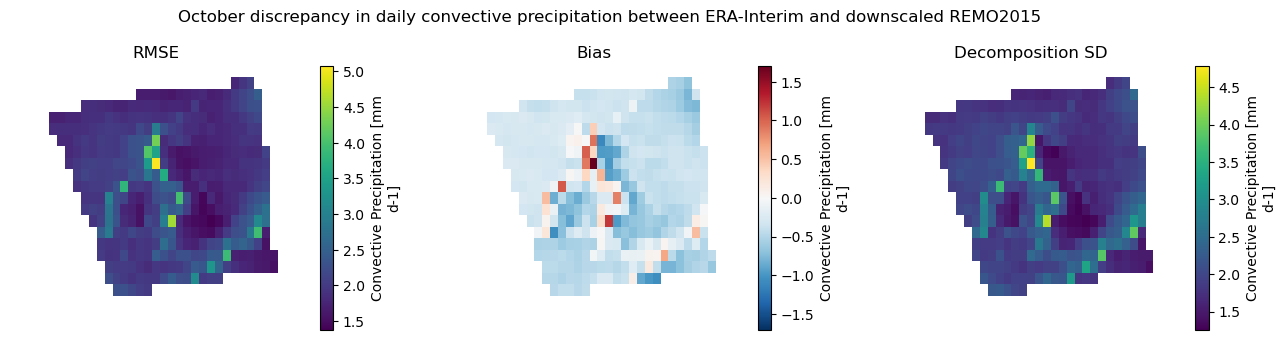 October discrepancy in daily convective precipitation between ERA-Interim and downscaled REMO2015
RMSE
5.0
4.5
4.0
3.5
3.0
2.5
2.0
1.5
Convective Precipitation [mm
d-1]
Bias
1.5
1.0
0.5
0.0
−0.5
−1.0
−1.5
Convective Precipitation [mm
d-1]
Decomposition SD
4.5
4.0
3.5
3.0
2.5
2.0
1.5
Convective Precipitation [mm
d-1]